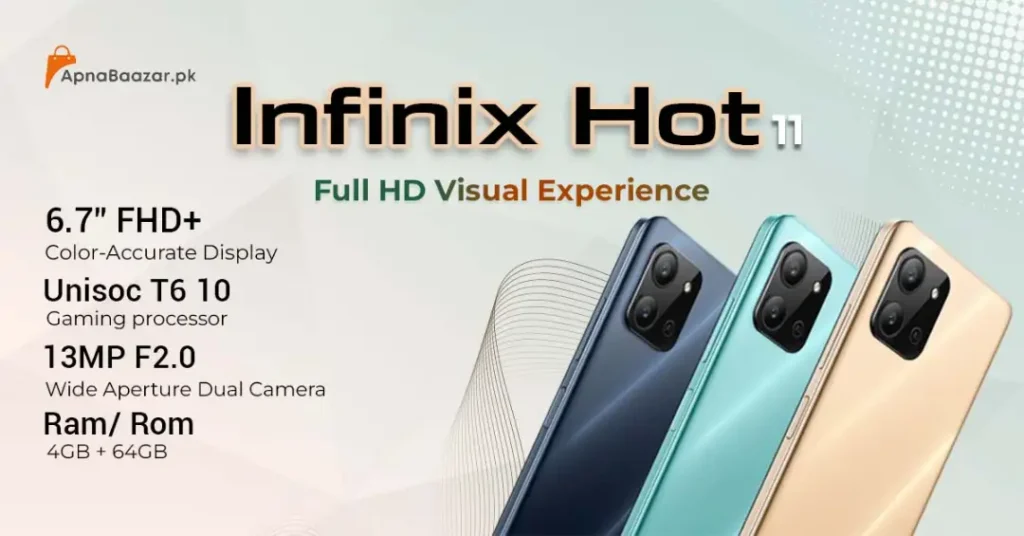 ApnaBaazar.pk
Infinix Hot 11
Full HD Visual Experience
6.7" FHD+
Color-Accurate Display
Unisoc T6 10
Gaming processor
13MP F2.0
Wide Aperture Dual Camera
Ram/ Rom
4GB + 64GB